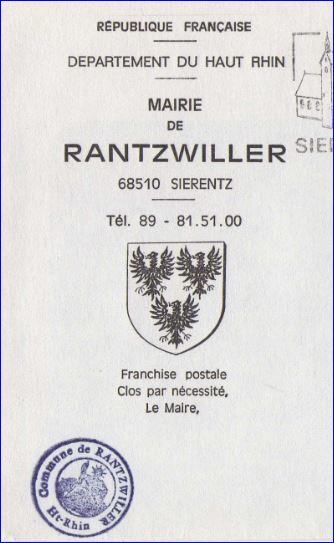 RÉPUBLIQUE FRANÇAISE
DEPARTEMENT DU HAUT RHIN
MAIRIE
DE
RANTZWILLER
68510 SIERENTZ
Tél. 89 - 81.51.00
Franchise postale
Clos par nécessité,
Le Maire,
SIE
Commune de RANTZWILLER
Ht-Rhin